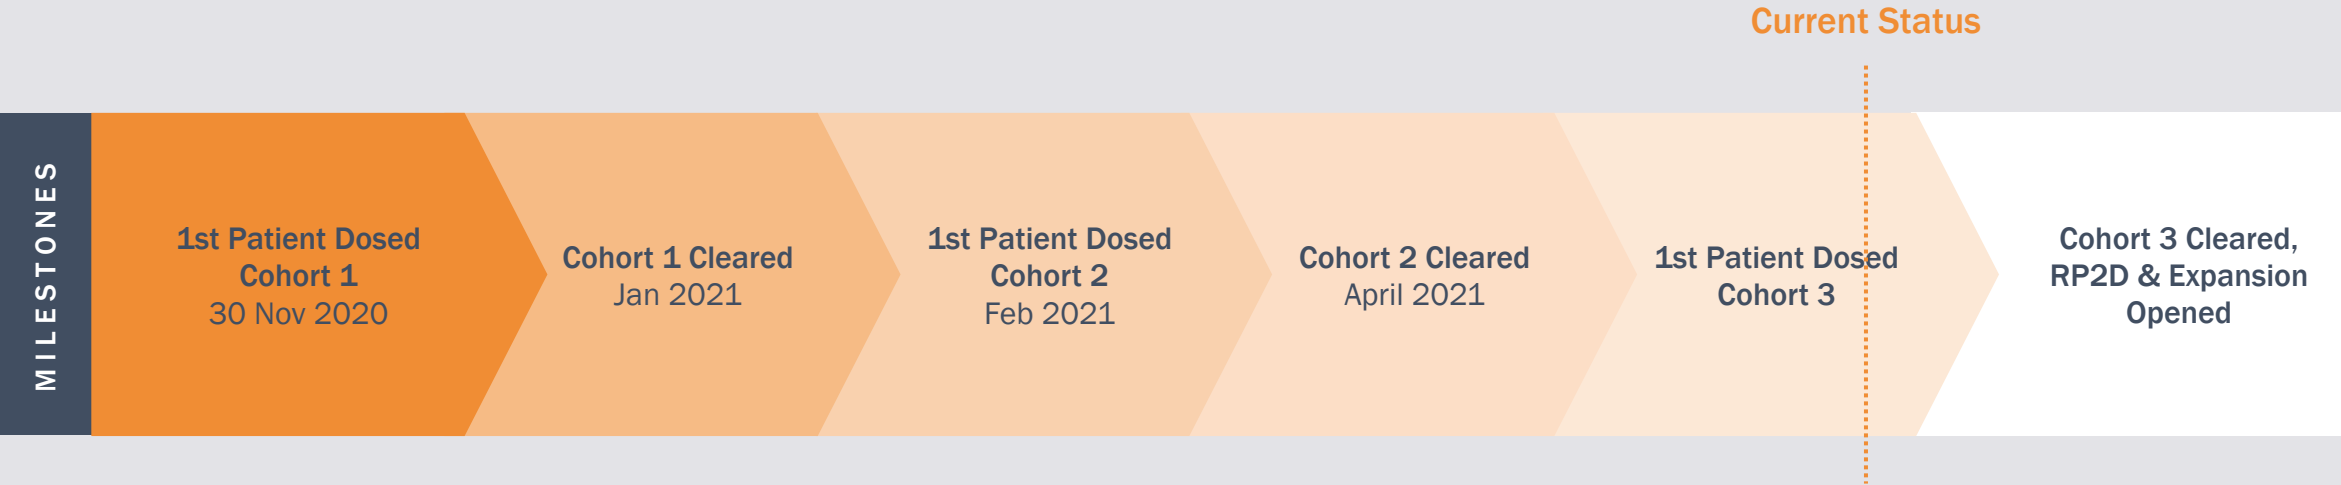 Current Status
MILESTONES
1st Patient Dosed
Cohort 1
30 Nov 2020
Cohort 1 Cleared
Jan 2021
1st Patient Dosed
Cohort 2
Feb 2021
Cohort 2 Cleared
April 2021
1st Patient Dosed
Cohort 3
Cohort 3 Cleared,
RP2D & Expansion
Opened